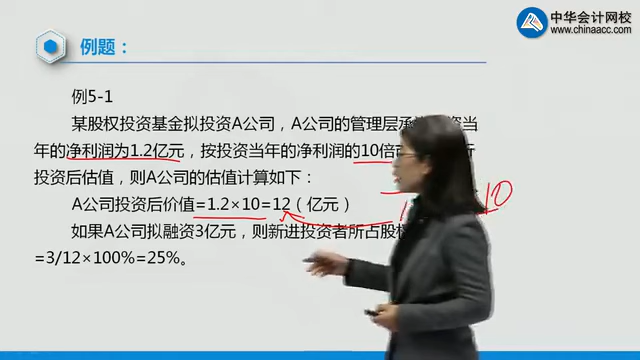 中华会计网校
www.chinaacc.com
例题：
例5-1
某股权投资基金拟投资A公司，A公司的管理层承 资当
年的净利润为1.2亿元，按投资当年的净利润的10倍
投资后估值，则A公司的估值计算如下：
A公司投资后价值=1.2×10=12（亿元）
10
如果A公司拟融资3亿元，则新进投资者所占股
=3/12×100%=25%。